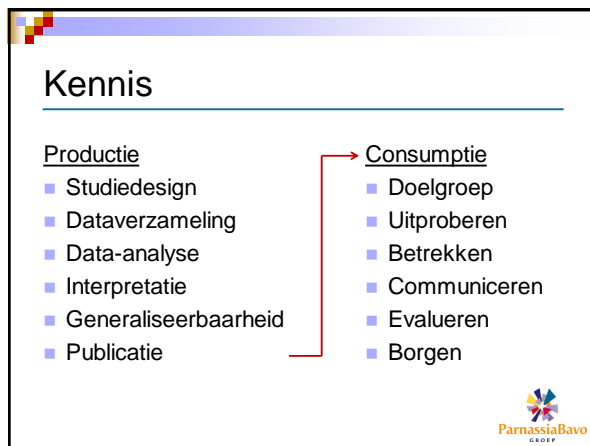 Kennis
Productie
Studiedesign
Dataverzameling
Data-analyse
Interpretatie
Generaliseerbaarheid
Publicatie
Consumptie
Doelgroep
Uitproberen
Betrekken
Communiceren
Evalueren
Borgen
ParnassiaBavo
GROEP